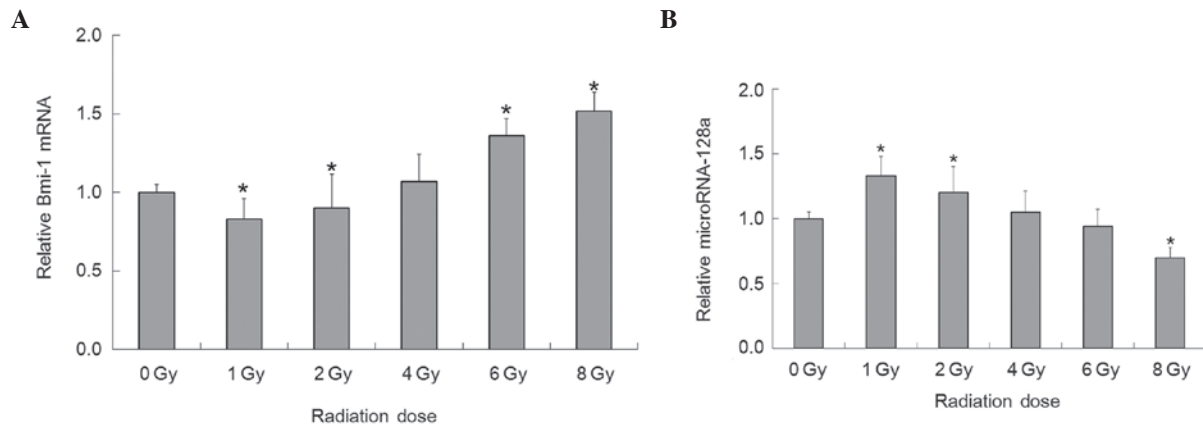 A
Relative Bmi-1 mRNA
2.0
1.5
1.0
0.5
0.0
*
*
*
*
0 Gy 1 Gy 2 Gy 4 Gy 6 Gy 8 Gy
Radiation dose
B
Relative microRNA-128a
2.0
1.5
1.0
0.5
0.0
*
*
*
0 Gy 1 Gy 2 Gy 4 Gy 6 Gy 8 Gy
Radiation dose